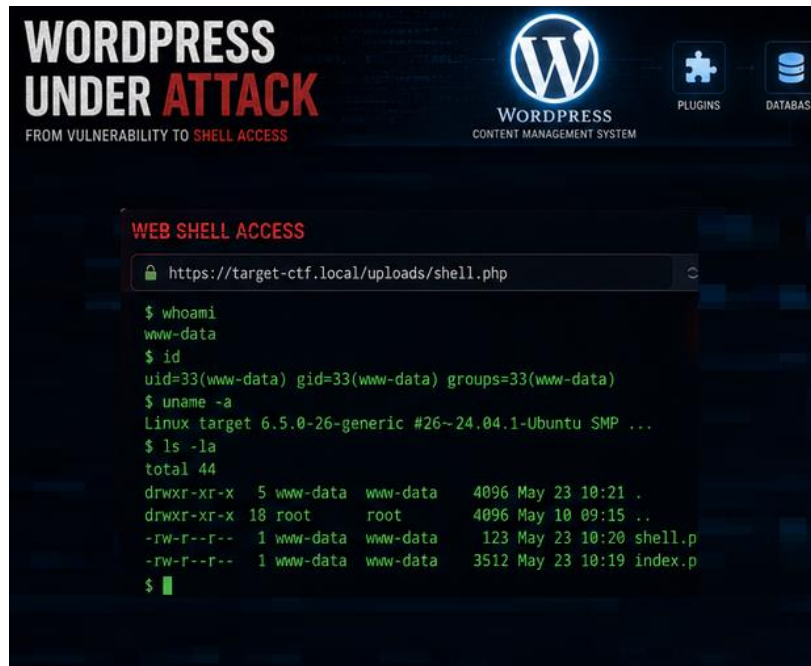 WORDPRESS
UNDER ATTACK
FROM VULNERABILITY TO SHELL ACCESS
WORDPRESS
CONTENT MANAGEMENT SYSTEM
PLUGINS
DATABAS
WEB SHELL ACCESS
https://target-ctf.local/uploads/shell.php
$ whoami
www-data
$ id
uid=33(www-data) gid=33(www-data) groups=33(www-data)
$ uname -a
Linux target 6.5.0-26-generic #26~24.04.1-Ubuntu SMP ...
$ ls -la
total 44
drwxr-xr-x 5 www-data www-data 4096 May 23 10:21 .
drwxr-xr-x 18 root root 4096 May 10 09:15 ..
-rw-r--r-- 1 www-data www-data 123 May 23 10:20 shell.p
-rw-r--r-- 1 www-data www-data 3512 May 23 10:19 index.p
$